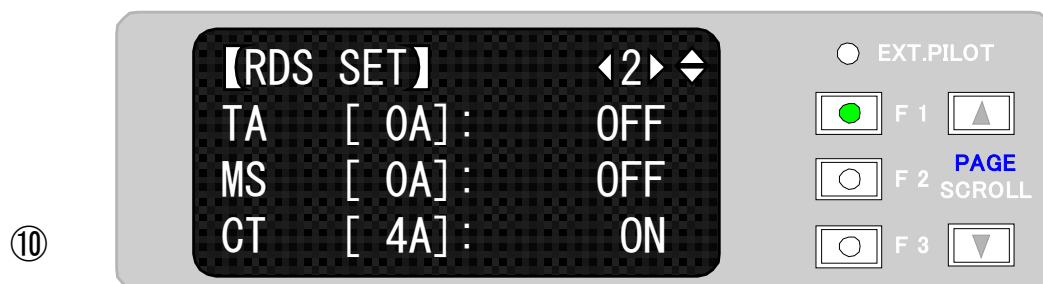 【RDS SET】 ◀2▶ ◆
TA [ 0A]: OFF
MS [ 0A]: OFF
CT [ 4A]: ON
EXT.PILOT
F 1
F 2
PAGE
SCROLL
F 3
⑩